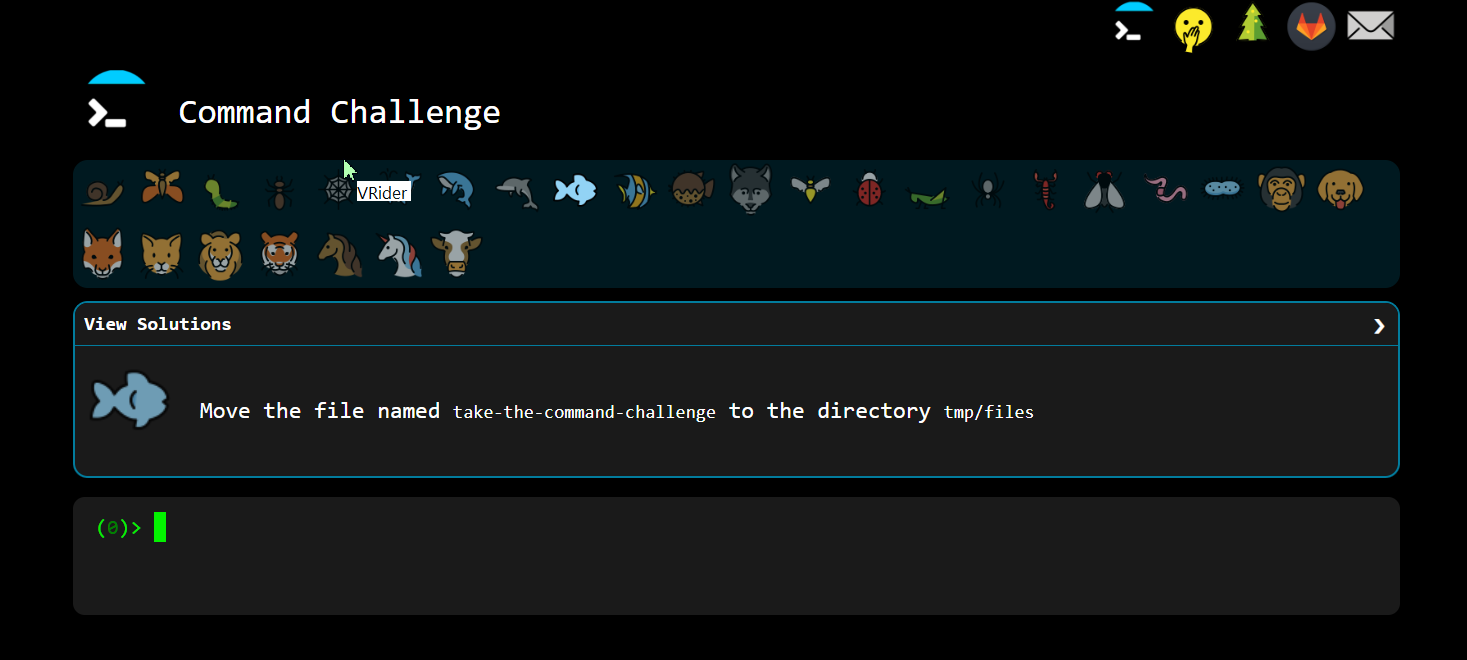 Command Challenge
VRider
View Solutions
Move the file named take-the-command-challenge to the directory tmp/files
(0)>